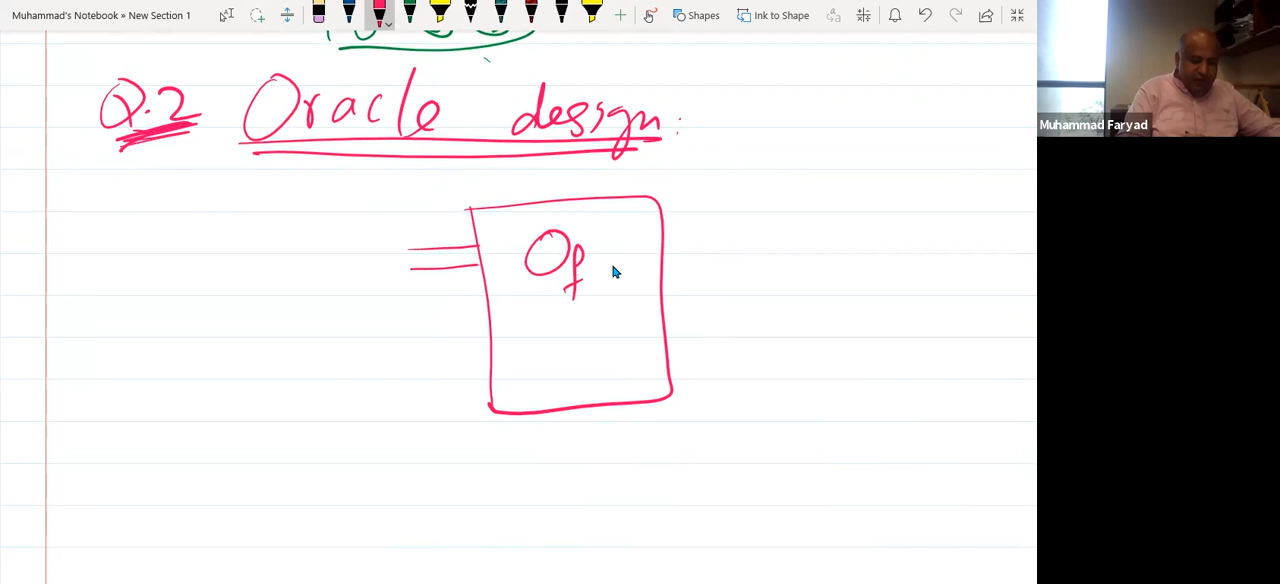 Muhammad's Notebook » New Section 1
Shapes
Ink to Shape
Q.2 Oracle design:
Muhammad Faryad
Of